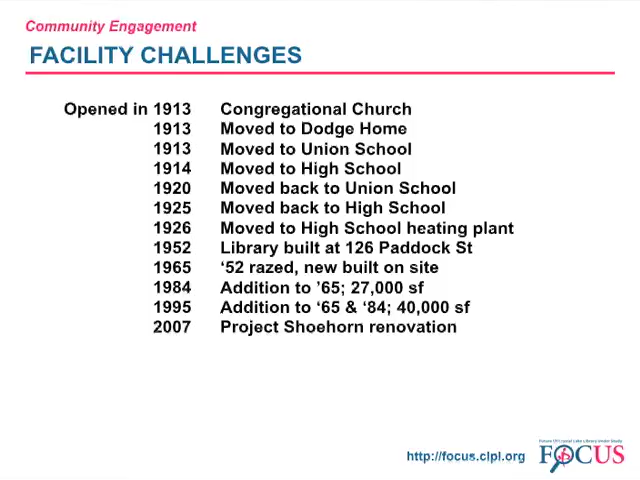 Community Engagement
FACILITY CHALLENGES
Opened in 1913 Congregational Church
1913 Moved to Dodge Home
1913 Moved to Union School
1914 Moved to High School
1920 Moved back to Union School
1925 Moved back to High School
1926 Moved to High School heating plant
1952 Library built at 126 Paddock St
1965 ‘52 razed, new built on site
1984 Addition to ’65; 27,000 sf
1995 Addition to ‘65 & ‘84; 40,000 sf
2007 Project Shoehorn renovation
http://focus.clpl.org
FOCUS